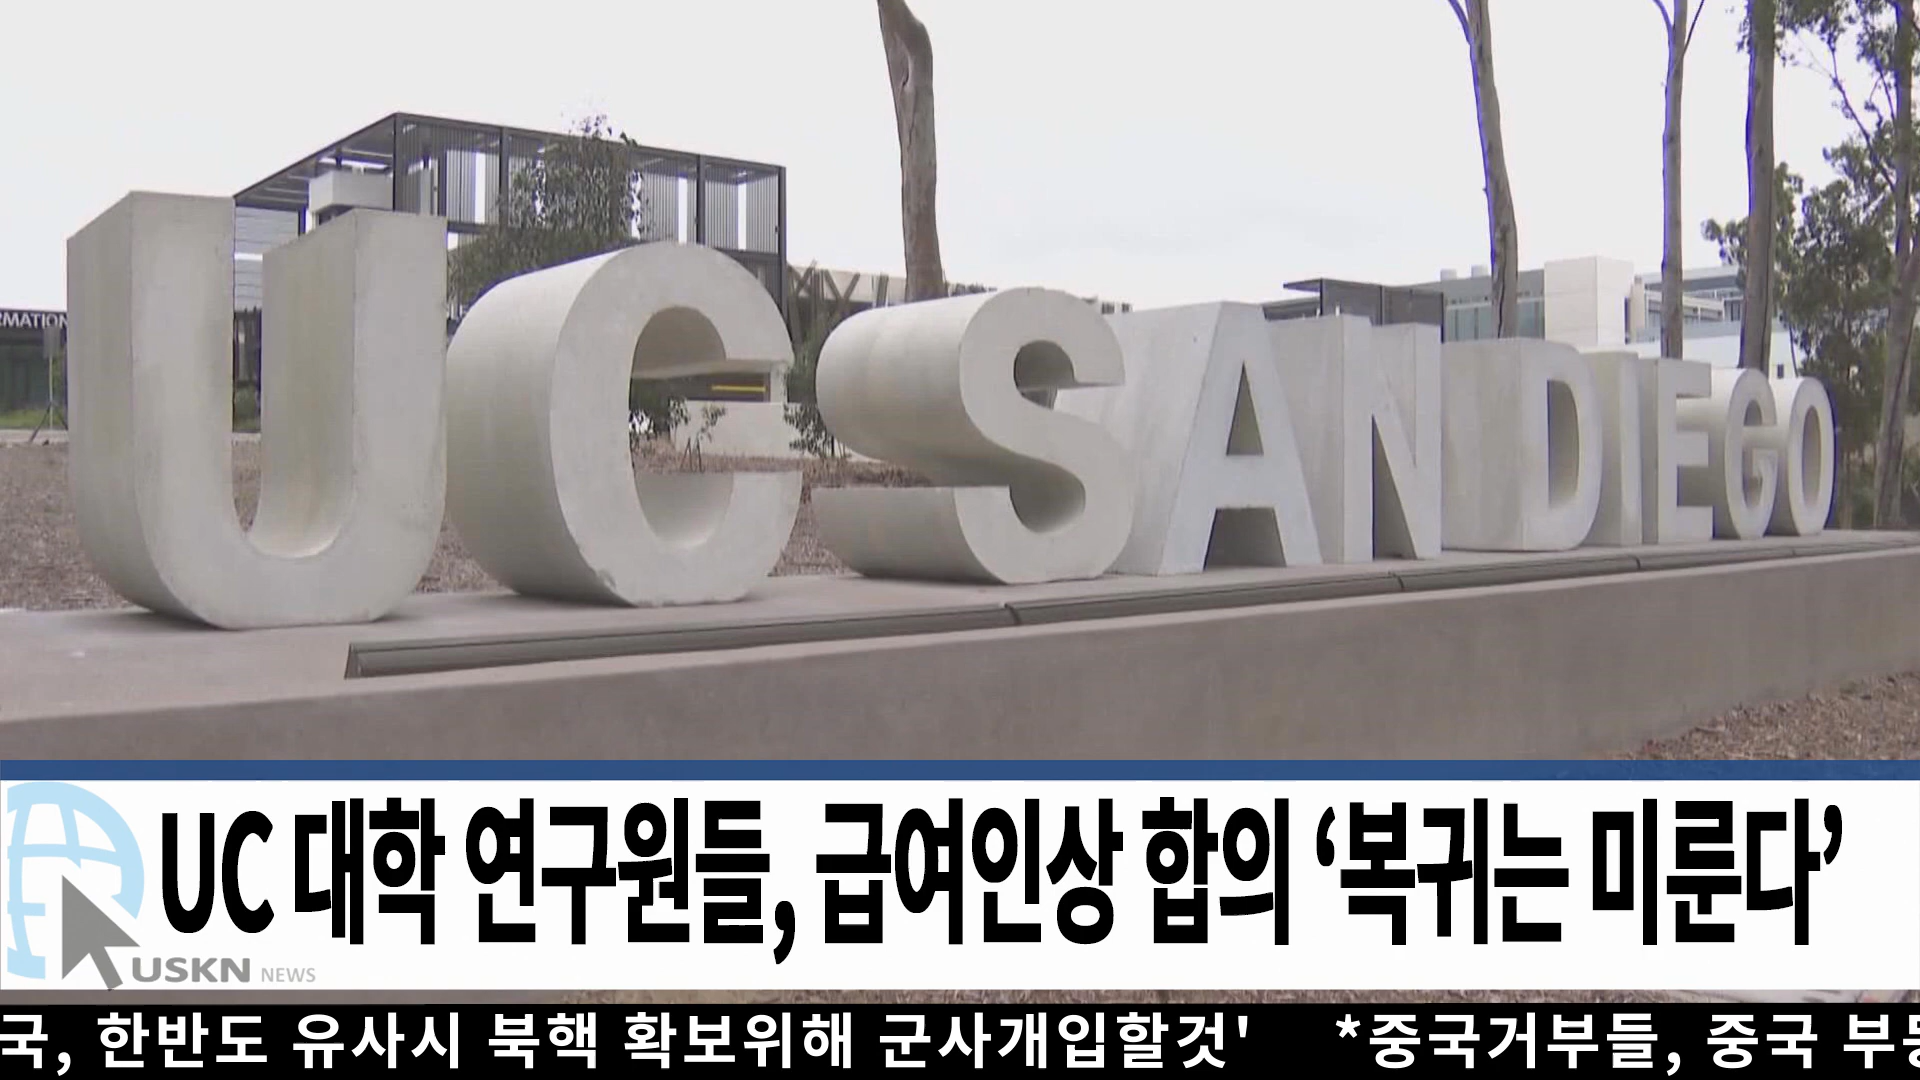 RMATION
UC SAN DIEGO
UC 대학 연구원들, 급여인상 합의 ‘복귀는 미룬다’
USKN NEWS
국, 한반도 유사시 북핵 확보위해 군사개입할것' *중국거부들, 중국